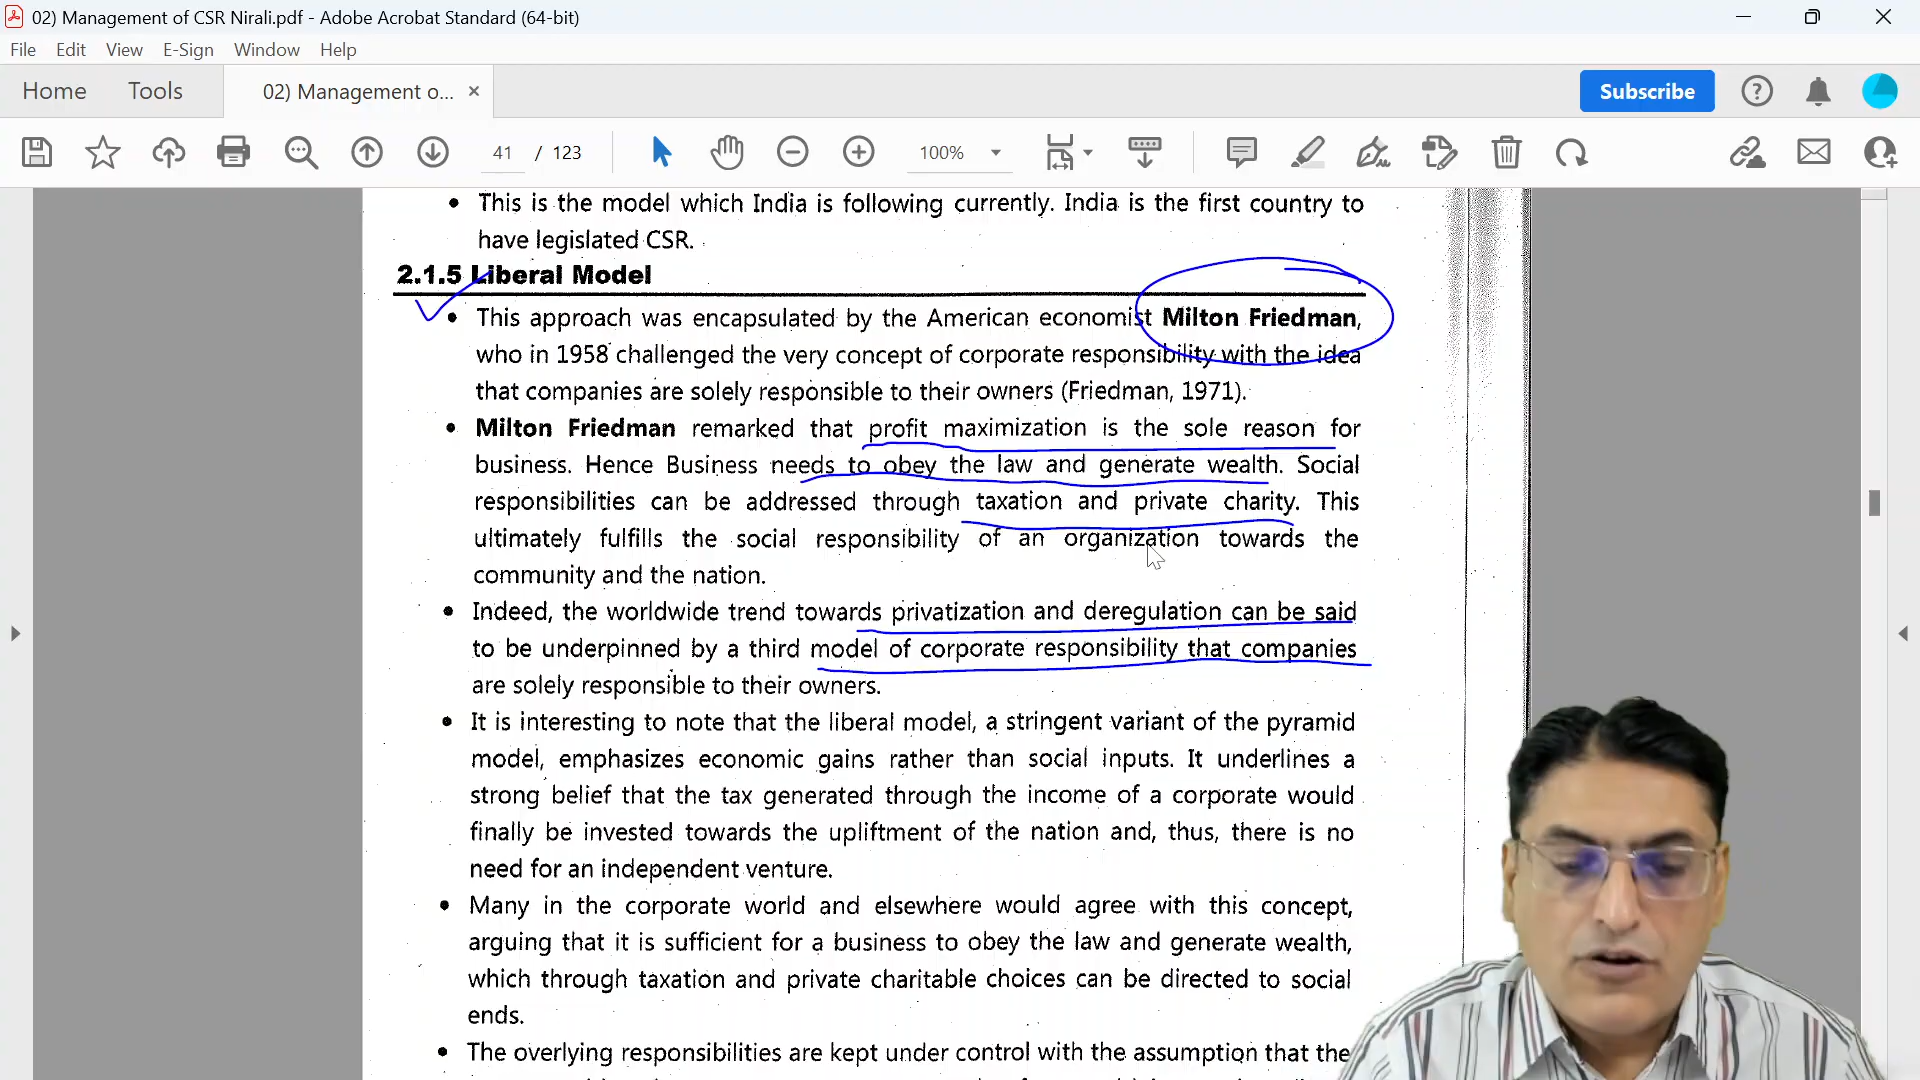 02) Management of CSR Nirali.pdf - Adobe Acrobat Standard (64-bit)
File Edit View E-Sign Window Help
Home Tools 02) Management o... × Subscribe
41 / 123 100%
• This is the model which India is following currently. India is the first country to
have legislated CSR.
2.1.5 Liberal Model
• This approach was encapsulated by the American economist Milton Friedman,
who in 1958 challenged the very concept of corporate responsibility with the idea
that companies are solely responsible to their owners (Friedman, 1971).
• Milton Friedman remarked that profit maximization is the sole reason for
business. Hence Business needs to obey the law and generate wealth. Social
responsibilities can be addressed through taxation and private charity. This
ultimately fulfills the social responsibility of an organization towards the
community and the nation.
• Indeed, the worldwide trend towards privatization and deregulation can be said
to be underpinned by a third model of corporate responsibility that companies
are solely responsible to their owners.
• It is interesting to note that the liberal model, a stringent variant of the pyramid
model, emphasizes economic gains rather than social inputs. It underlines a
strong belief that the tax generated through the income of a corporate would
finally be invested towards the upliftment of the nation and, thus, there is no
need for an independent venture.
• Many in the corporate world and elsewhere would agree with this concept,
arguing that it is sufficient for a business to obey the law and generate wealth,
which through taxation and private charitable choices can be directed to social
ends.
• The overlying responsibilities are kept under control with the assumption that the